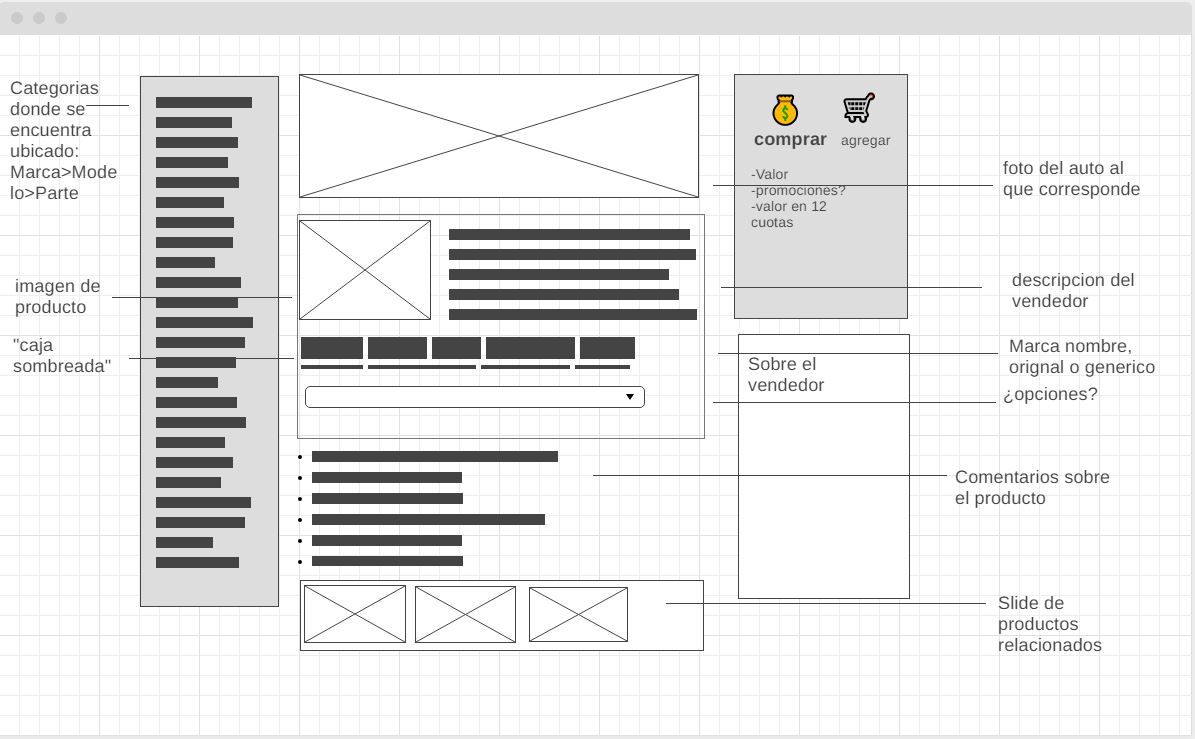 Categorias
donde se
encuentra
ubicado:
Marca>Mode
lo>Parte
imagen de
producto
"caja
sombreada"
comprar
agregar
-Valor
-promociones?
-valor en 12
cuotas
Sobre el
vendedor
foto del auto al
que corresponde
descripcion del
vendedor
Marca nombre,
orignal o generico
¿opciones?
Comentarios sobre
el producto
Slide de
productos
relacionados